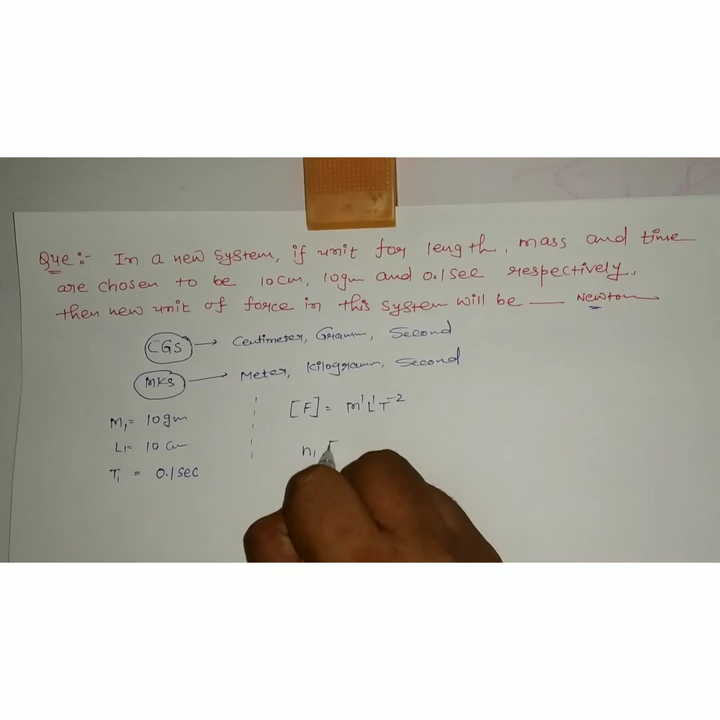 Que:- In a new system, if unit for length, mass and time
are chosen to be 10cm, 10gm and 0.1sec respectively,
then new unit of force in this system will be — Newton
CGS → Centimeter, Gramm, Second
MKS → Meter, Kilogramm, Second
[F] = M¹L¹T⁻²
M₁= 10gm
L₁= 10 Cm
T₁ = 0.1sec
n₁